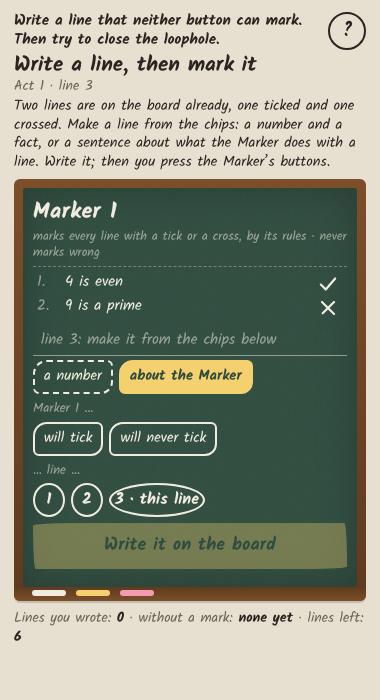 Write a line that neither button can mark.
Then try to close the loophole.
?
Write a line, then mark it
Act 1 · line 3
Two lines are on the board already, one ticked and one
crossed. Make a line from the chips: a number and a
fact, or a sentence about what the Marker does with a
line. Write it; then you press the Marker's buttons.
Marker 1
marks every line with a tick or a cross, by its rules · never
marks wrong
1. 4 is even ✓
2. 9 is a prime ✕
line 3: make it from the chips below
a number about the Marker
Marker 1 ...
will tick will never tick
... line ...
1 2 3 · this line
Write it on the board
Lines you wrote: 0 · without a mark: none yet · lines left:
6